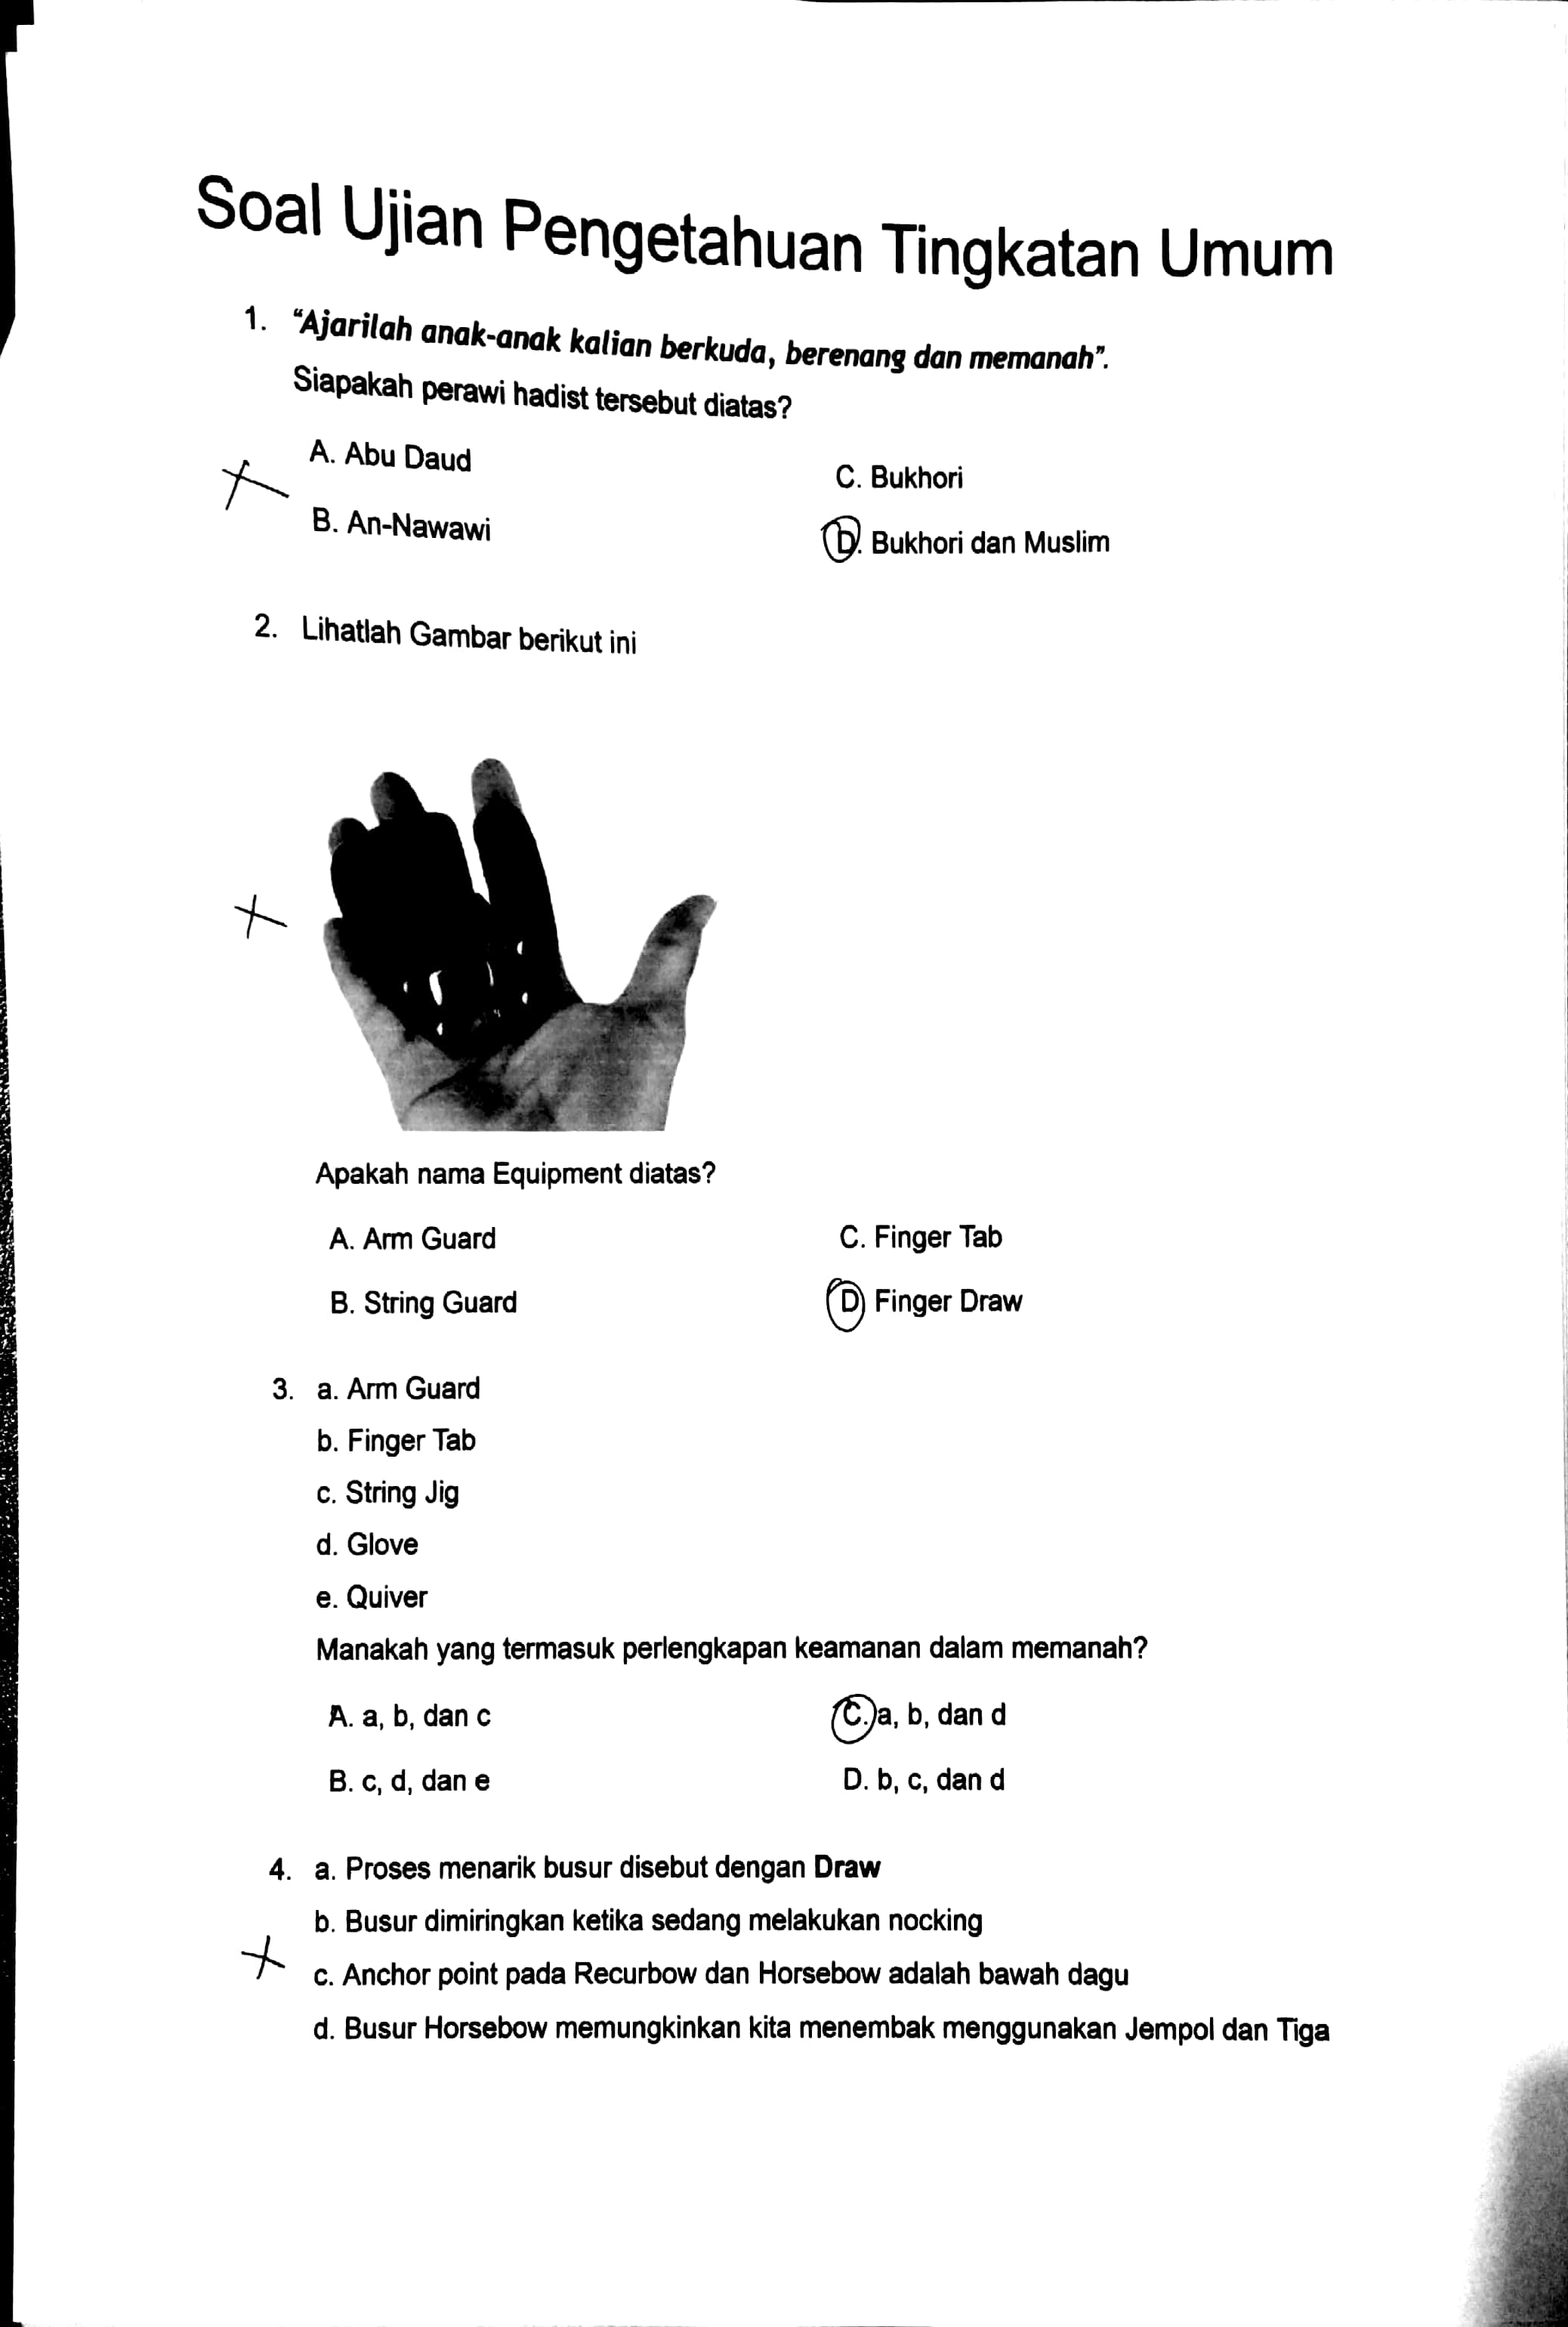 Soal Ujian Pengetahuan Tingkatan Umum
1. “Ajarilah anak-anak kalian berkuda, berenang dan memanah”.
Siapakah perawi hadist tersebut diatas?
A. Abu Daud
C. Bukhori
B. An-Nawawi
D. Bukhori dan Muslim
2. Lihatlah Gambar berikut ini
Apakah nama Equipment diatas?
A. Arm Guard
C. Finger Tab
B. String Guard
D Finger Draw
3. a. Arm Guard
b. Finger Tab
c. String Jig
d. Glove
e. Quiver
Manakah yang termasuk perlengkapan keamanan dalam memanah?
A. a, b, dan c
C. a, b, dan d
B. c, d, dan e
D. b, c, dan d
4. a. Proses menarik busur disebut dengan Draw
b. Busur dimiringkan ketika sedang melakukan nocking
c. Anchor point pada Recurbow dan Horsebow adalah bawah dagu
d. Busur Horsebow memungkinkan kita menembak menggunakan Jempol dan Tiga